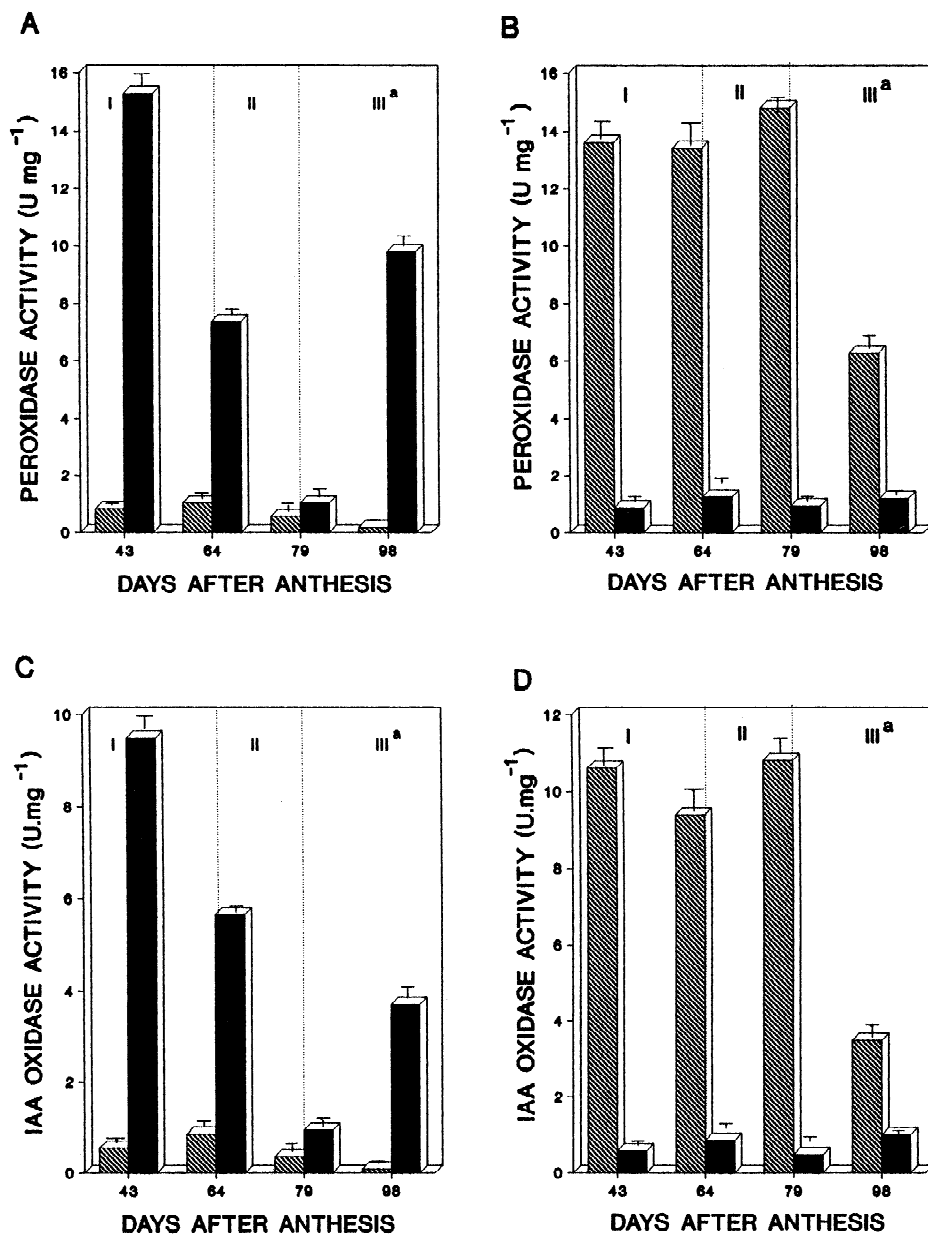 A
PEROXIDASE ACTIVITY (U mg⁻¹)
16
14
12
10
8
6
4
2
0
I
II
III a
43 64 79 98
DAYS AFTER ANTHESIS
B
PEROXIDASE ACTIVITY (U mg⁻¹)
16
14
12
10
8
6
4
2
0
I
II
III a
43 64 79 98
DAYS AFTER ANTHESIS
C
IAA OXIDASE ACTIVITY (U.mg⁻¹)
10
8
6
4
2
0
I
II
III a
43 64 79 98
DAYS AFTER ANTHESIS
D
IAA OXIDASE ACTIVITY (U.mg⁻¹)
12
10
8
6
4
2
0
I
II
III a
43 64 79 98
DAYS AFTER ANTHESIS